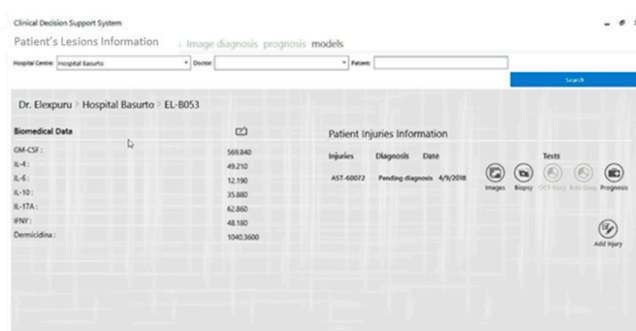 Clinical Decision Support System
Patient's Lesions Information : Image diagnosis prognosis models
Hospital Centre: Hospital Basurto Doctor: Patient:
Search
Dr. Elexpuru > Hospital Basurto > EL-B053
Biomedical Data
GM-CSF : 569.840
IL-4 : 49.210
IL-6 : 12.190
IL-10 : 35.880
IL-17A : 62.860
IFNY : 48.180
Dermicidina : 1040.3600
Patient Injuries Information
Injuries Diagnosis Date Tests
AST-60072 Pending diagnosis 4/9/2018
Images Biopsy Prognosis
Add Injury